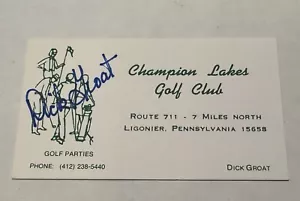 Dick Groat
Champion Lakes
Golf Club
ROUTE 711 - 7 MILES NORTH
LIGONIER, PENNSYLVANIA 15658
GOLF PARTIES
PHONE: (412) 238-5440
DICK GROAT